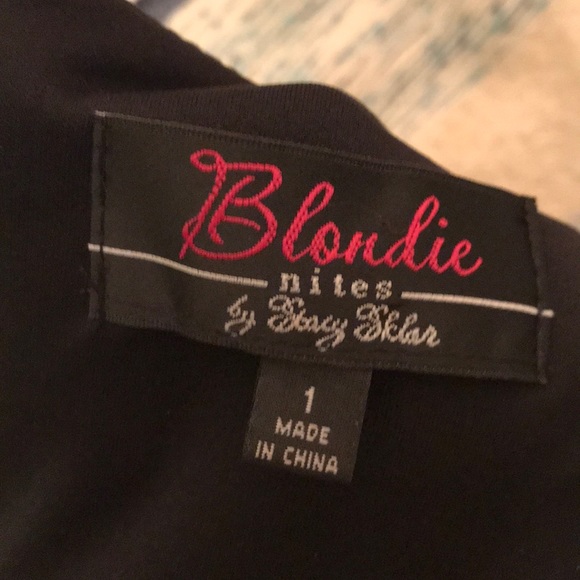 Blondie
nites
by Stacy Sklar
1
MADE
IN CHINA